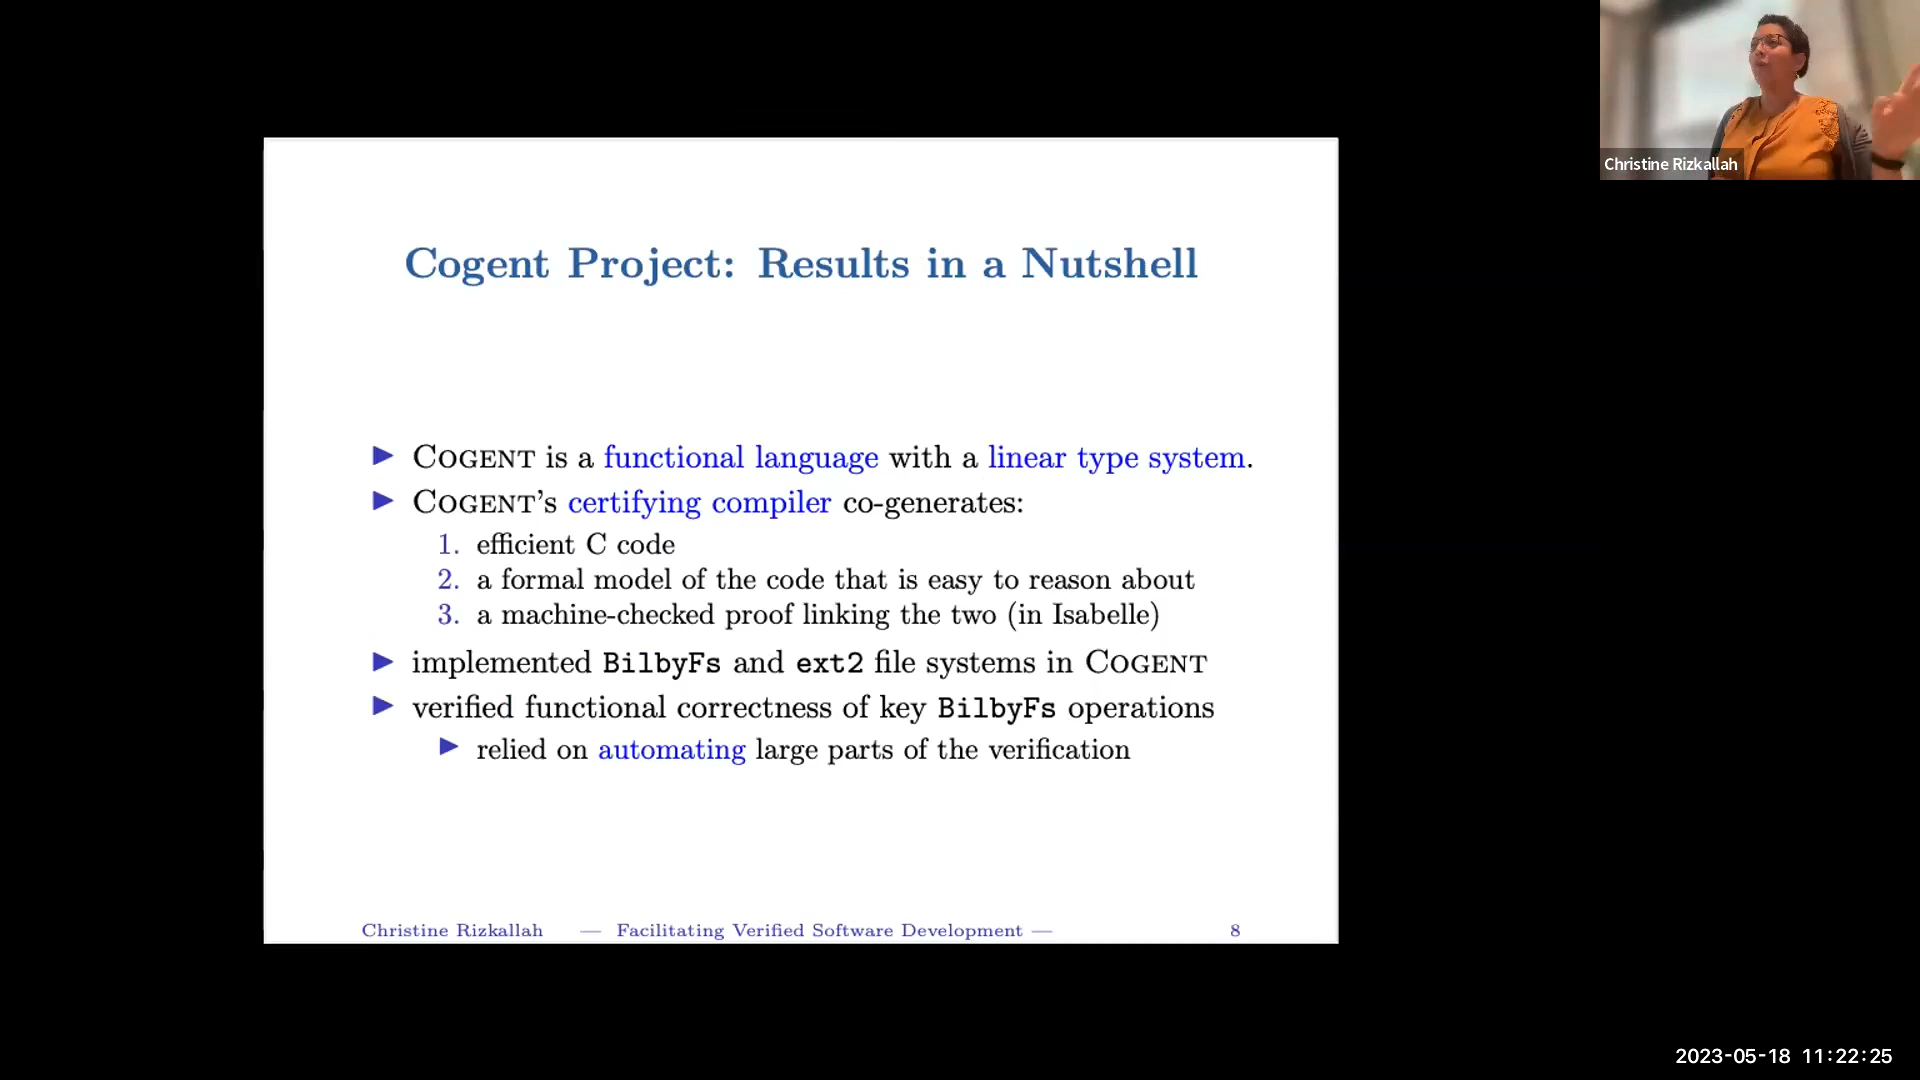 Christine Rizkallah
Cogent Project: Results in a Nutshell
▶ COGENT is a functional language with a linear type system.
▶ COGENT's certifying compiler co-generates:
1. efficient C code
2. a formal model of the code that is easy to reason about
3. a machine-checked proof linking the two (in Isabelle)
▶ implemented BilbyFs and ext2 file systems in COGENT
▶ verified functional correctness of key BilbyFs operations
▶ relied on automating large parts of the verification
Christine Rizkallah — Facilitating Verified Software Development — 8
2023-05-18 11:22:25